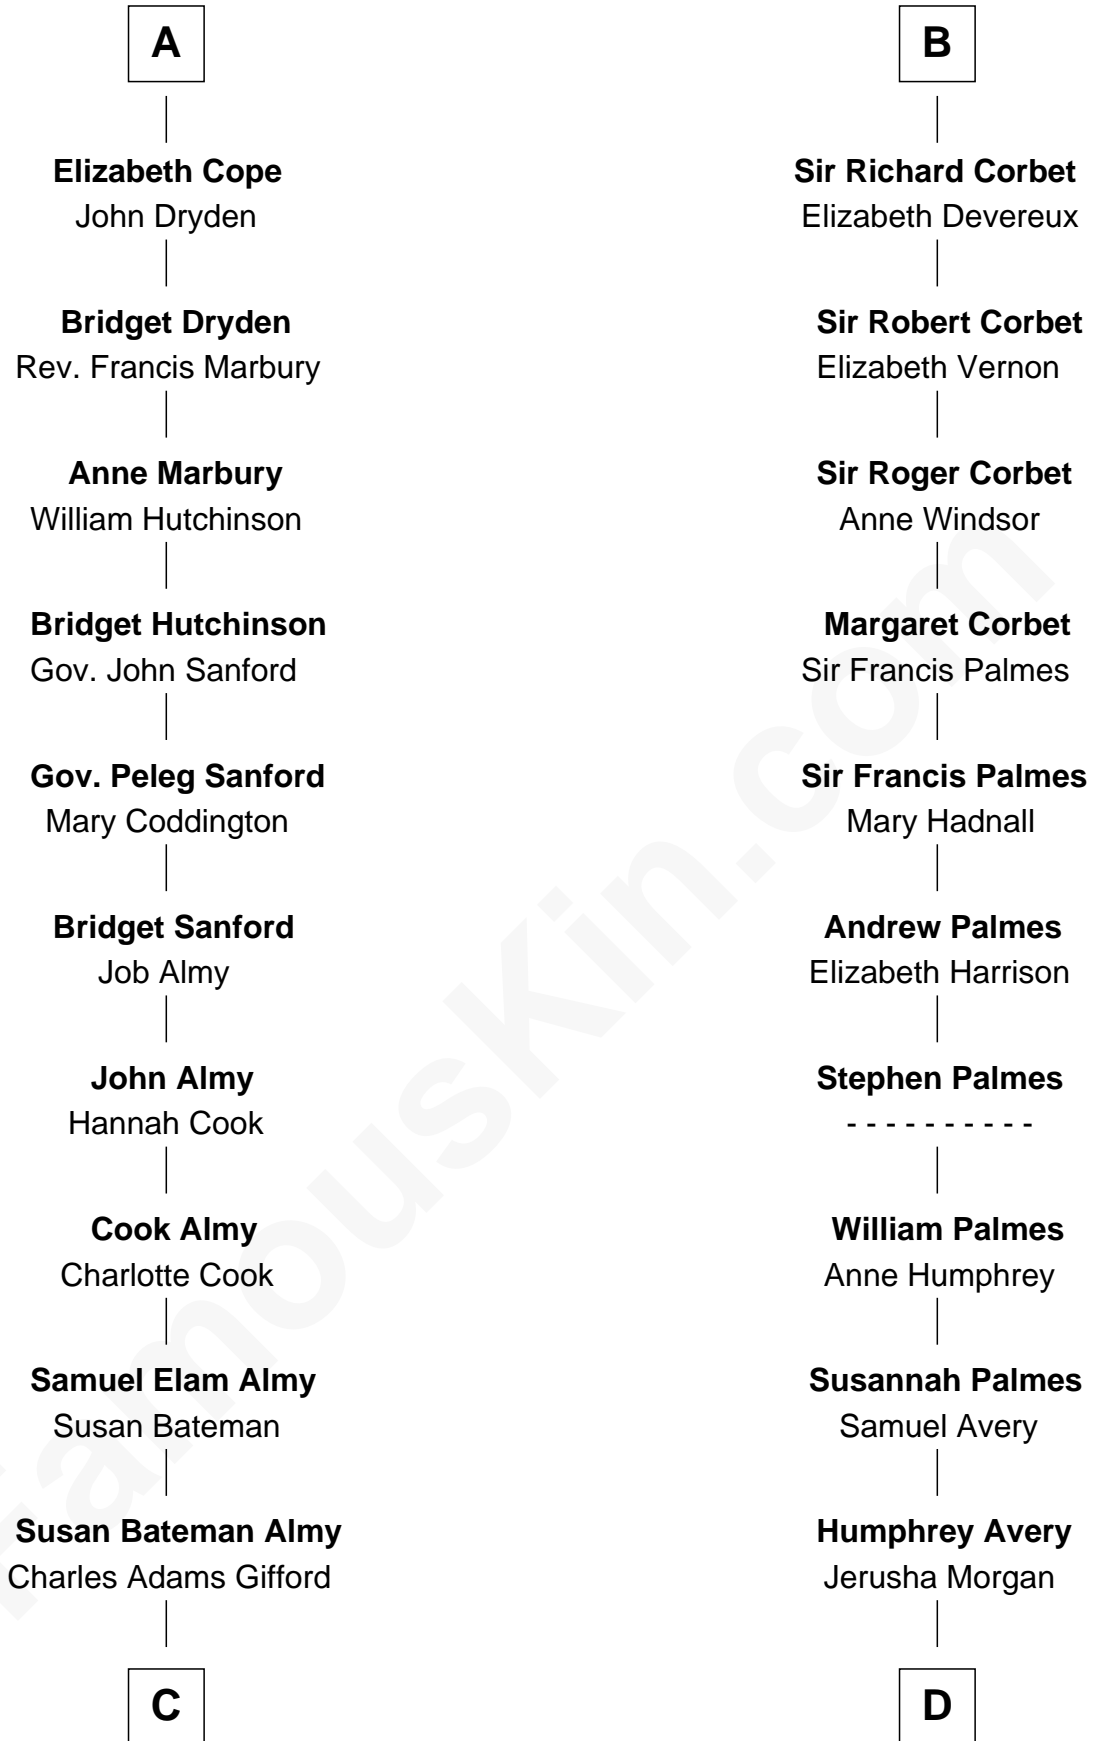 A
Elizabeth Cope
John Dryden
Bridget Dryden
Rev. Francis Marbury
Anne Marbury
William Hutchinson
Bridget Hutchinson
Gov. John Sanford
Gov. Peleg Sanford
Mary Coddington
Bridget Sanford
Job Almy
John Almy
Hannah Cook
Cook Almy
Charlotte Cook
Samuel Elam Almy
Susan Bateman
Susan Bateman Almy
Charles Adams Gifford
C
B
Sir Richard Corbet
Elizabeth Devereux
Sir Robert Corbet
Elizabeth Vernon
Sir Roger Corbet
Anne Windsor
Margaret Corbet
Sir Francis Palmes
Sir Francis Palmes
Mary Hadnall
Andrew Palmes
Elizabeth Harrison
Stephen Palmes
- - - - - - - - - -
William Palmes
Anne Humphrey
Susannah Palmes
Samuel Avery
Humphrey Avery
Jerusha Morgan
D
FamousKin.com